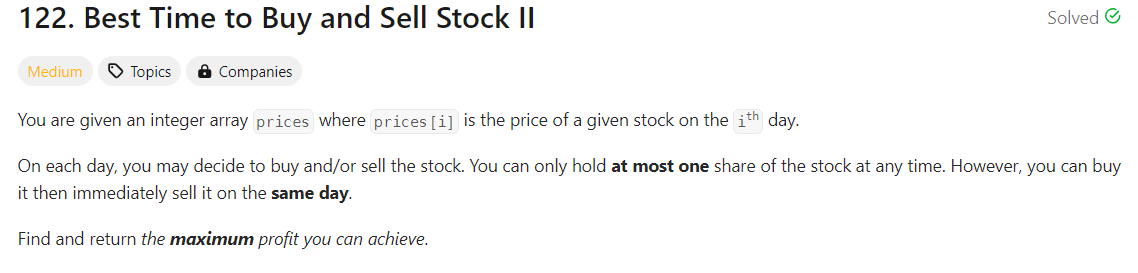 122. Best Time to Buy and Sell Stock II
Solved
Medium
Topics
Companies
You are given an integer array prices where prices[i] is the price of a given stock on the ith day.
On each day, you may decide to buy and/or sell the stock. You can only hold at most one share of the stock at any time. However, you can buy
it then immediately sell it on the same day.
Find and return the maximum profit you can achieve.